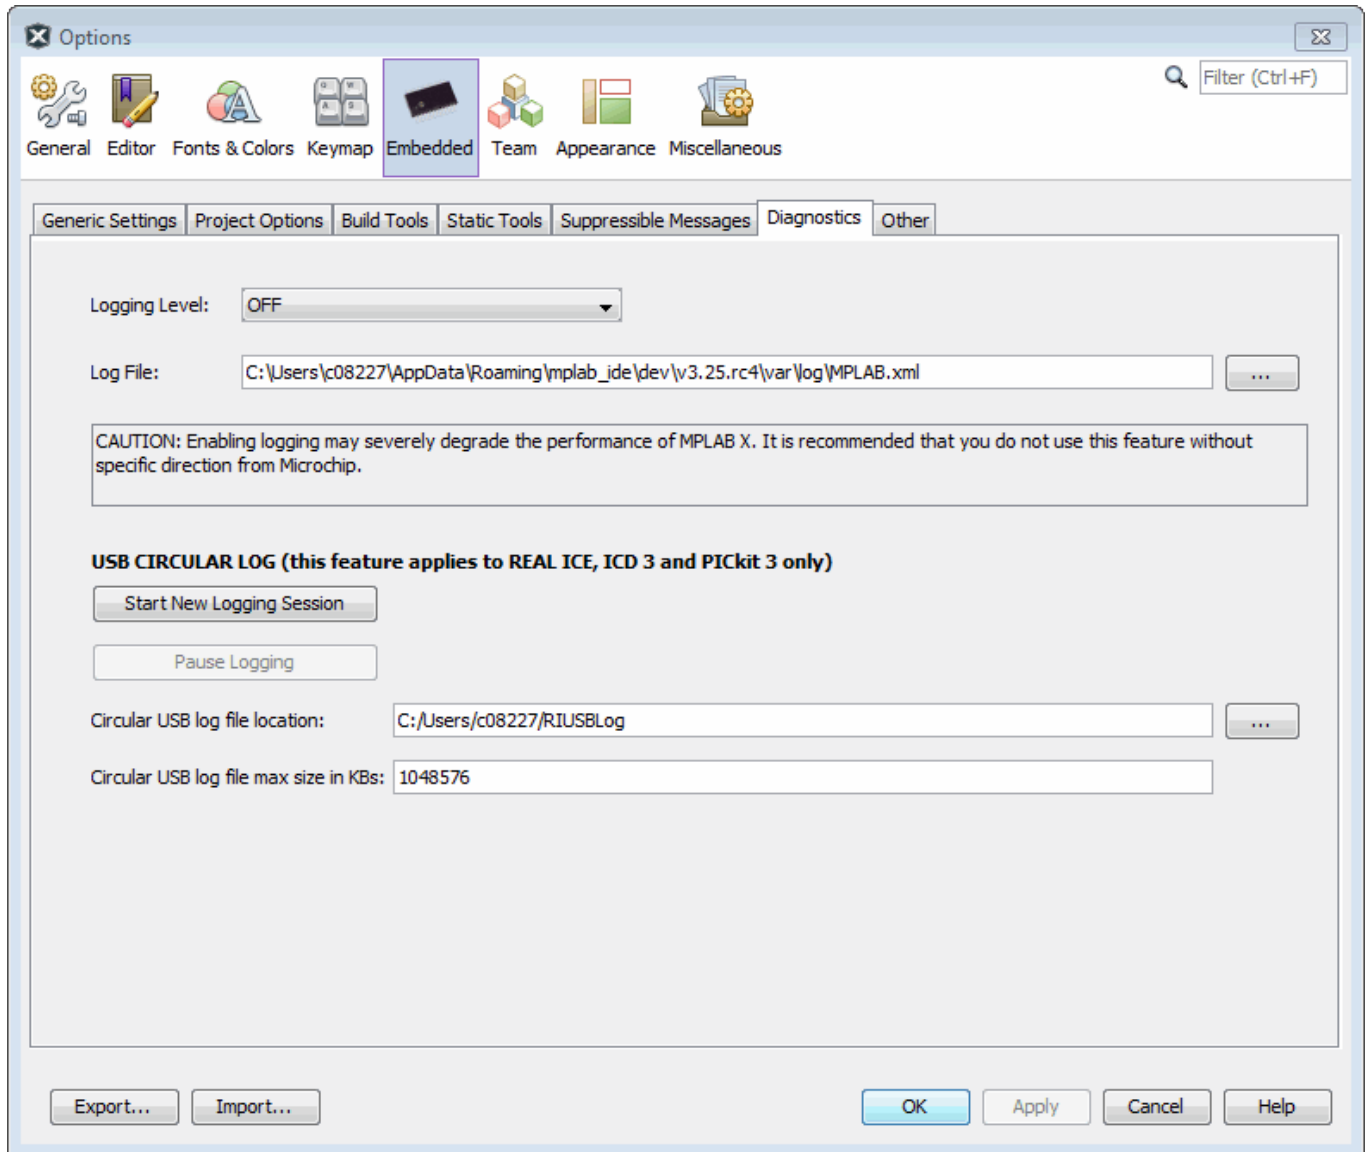 Options
Filter (Ctrl+F)
General Editor Fonts & Colors Keymap Embedded Team Appearance Miscellaneous
Generic Settings Project Options Build Tools Static Tools Suppressible Messages Diagnostics Other
Logging Level: OFF
Log File: C:\Users\c08227\AppData\Roaming\mplab_ide\dev\v3.25.rc4\var\log\MPLAB.xml ...
CAUTION: Enabling logging may severely degrade the performance of MPLAB X. It is recommended that you do not use this feature without
specific direction from Microchip.
USB CIRCULAR LOG (this feature applies to REAL ICE, ICD 3 and PICkit 3 only)
Start New Logging Session
Pause Logging
Circular USB log file location: C:/Users/c08227/RIUSBLog ...
Circular USB log file max size in KBs: 1048576
Export... Import... OK Apply Cancel Help